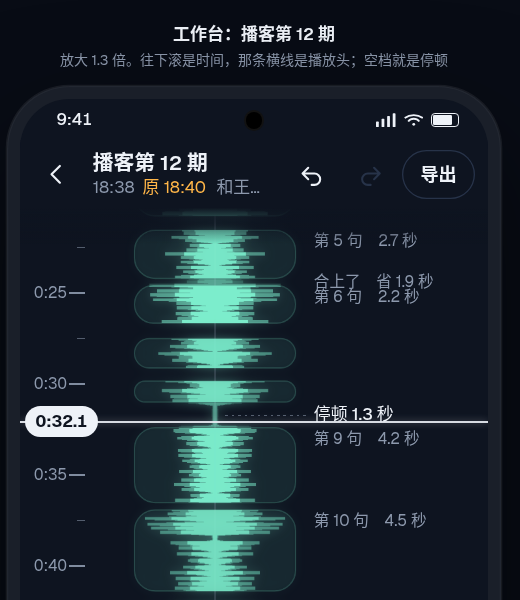 工作台：播客第 12 期
放大 1.3 倍。往下滚是时间，那条横线是播放头；空档就是停顿
9:41
播客第 12 期
18:38 原 18:40 和王...
导出
第 5 句 2.7 秒
合上了 省 1.9 秒
0:25
第 6 句 2.2 秒
0:30
停顿 1.3 秒
0:32.1
第 9 句 4.2 秒
0:35
第 10 句 4.5 秒
0:40